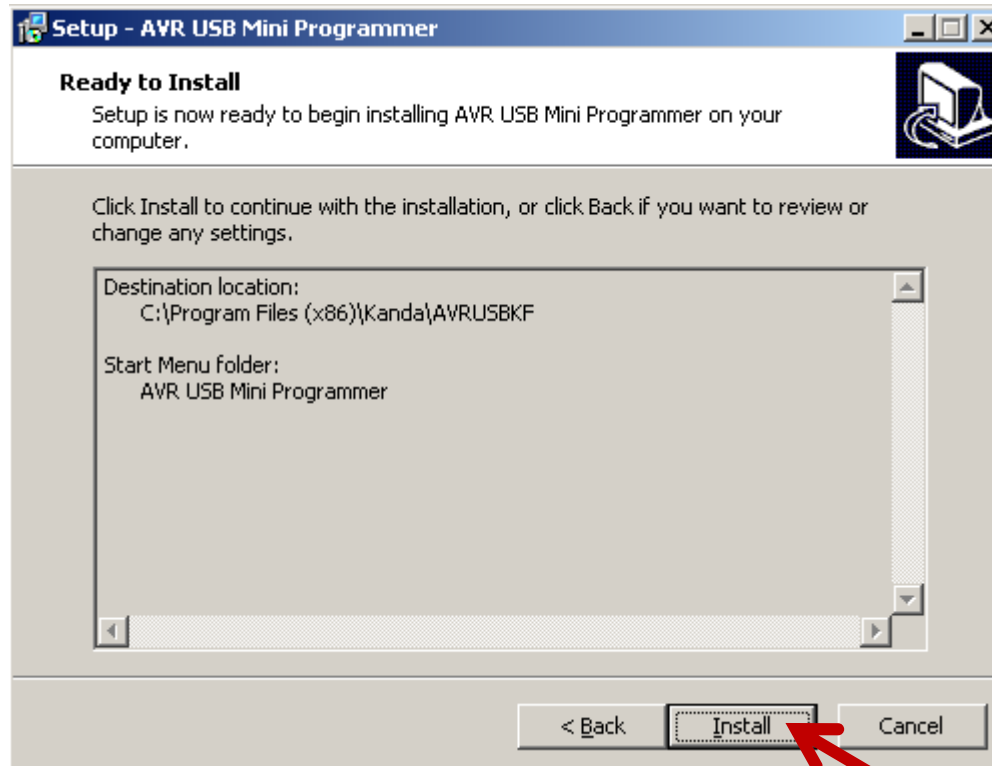 Setup - AVR USB Mini Programmer
Ready to Install
Setup is now ready to begin installing AVR USB Mini Programmer on your
computer.
Click Install to continue with the installation, or click Back if you want to review or
change any settings.
Destination location:
C:\Program Files (x86)\Kanda\AVRUSBKF
Start Menu folder:
AVR USB Mini Programmer
< Back
Install
Cancel